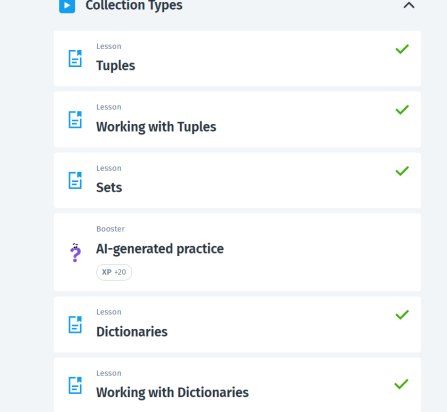 Collection Types
Lesson
Tuples
Lesson
Working with Tuples
Lesson
Sets
Booster
AI-generated practice
XP +20
Lesson
Dictionaries
Lesson
Working with Dictionaries